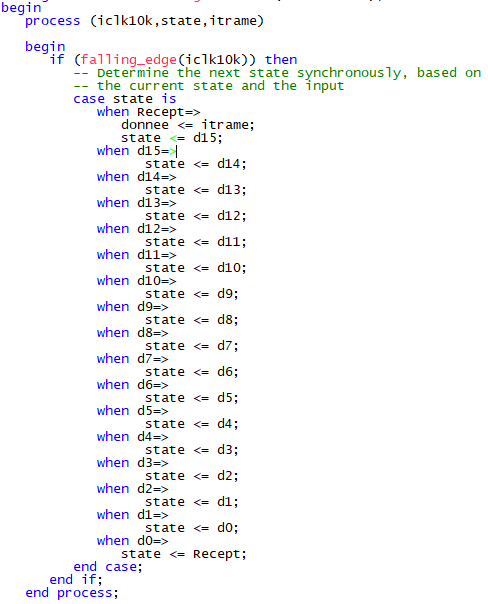 begin
process (iclk10k,state,itrame)
begin
if (falling_edge(iclk10k)) then
-- Determine the next state synchronously, based on
-- the current state and the input
case state is
when Recept=>
donnee <= itrame;
state <= d15;
when d15=>
state <= d14;
when d14=>
state <= d13;
when d13=>
state <= d12;
when d12=>
state <= d11;
when d11=>
state <= d10;
when d10=>
state <= d9;
when d9=>
state <= d8;
when d8=>
state <= d7;
when d7=>
state <= d6;
when d6=>
state <= d5;
when d5=>
state <= d4;
when d4=>
state <= d3;
when d3=>
state <= d2;
when d2=>
state <= d1;
when d1=>
state <= d0;
when d0=>
state <= Recept;
end case;
end if;
end process;